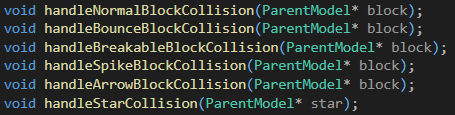 void handleNormalBlockCollision(ParentModel* block);
void handleBounceBlockCollision(ParentModel* block);
void handleBreakableBlockCollision(ParentModel* block);
void handleSpikeBlockCollision(ParentModel* block);
void handleArrowBlockCollision(ParentModel* block);
void handleStarCollision(ParentModel* star);